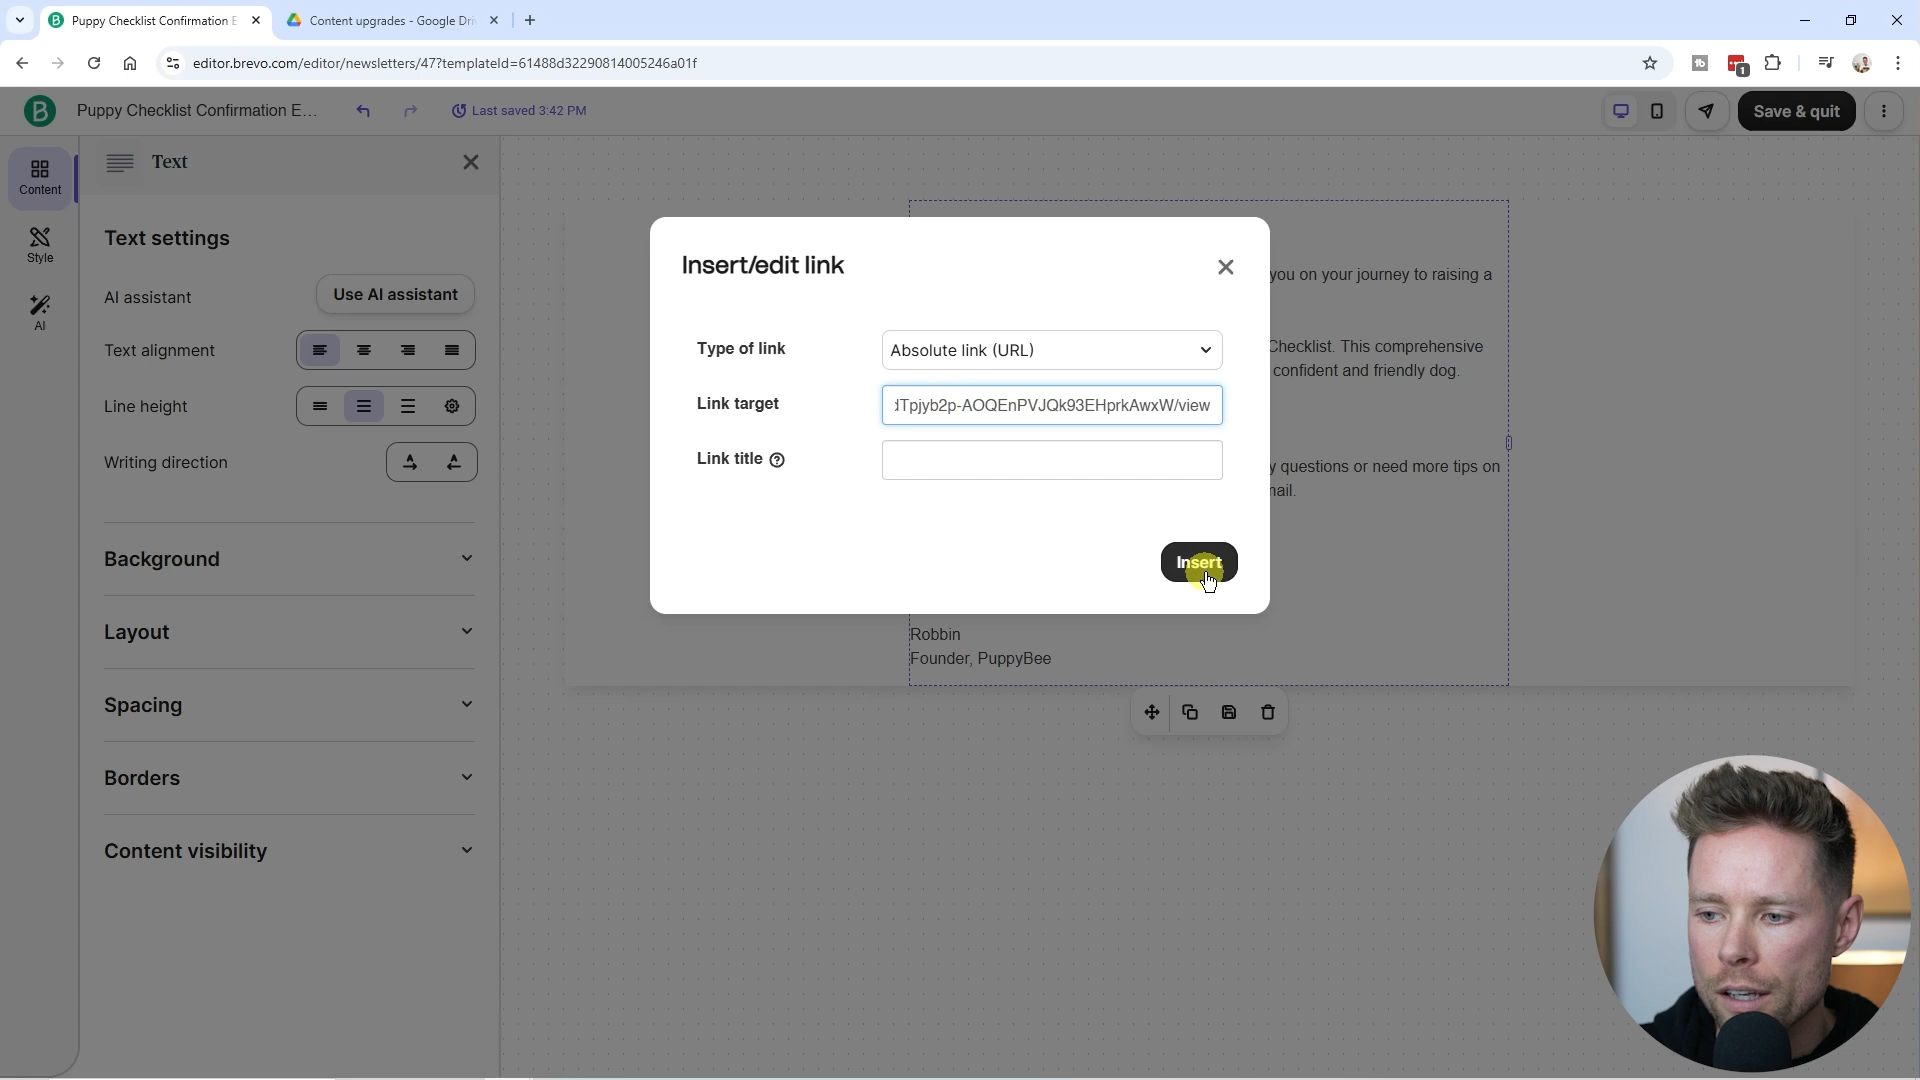 Puppy Checklist Confirmation E
Content upgrades - Google Dri
editor.brevo.com/editor/newsletters/47?templateId=61488d32290814005246a01f
1
B
Puppy Checklist Confirmation E...
Last saved 3:42 PM
Save & quit
Content
Style
AI
Text
Text settings
AI assistant
Use AI assistant
Text alignment
Line height
Writing direction
Background
Layout
Spacing
Borders
Content visibility
Insert/edit link
Type of link
Absolute link (URL)
Link target
Tpjyb2p-AOQEnPVJQk93EHprkAwxW/view
Link title
Insert
you on your journey to raising a
Checklist. This comprehensive
confident and friendly dog.
y questions or need more tips on
ail.
Robbin
Founder, PuppyBee